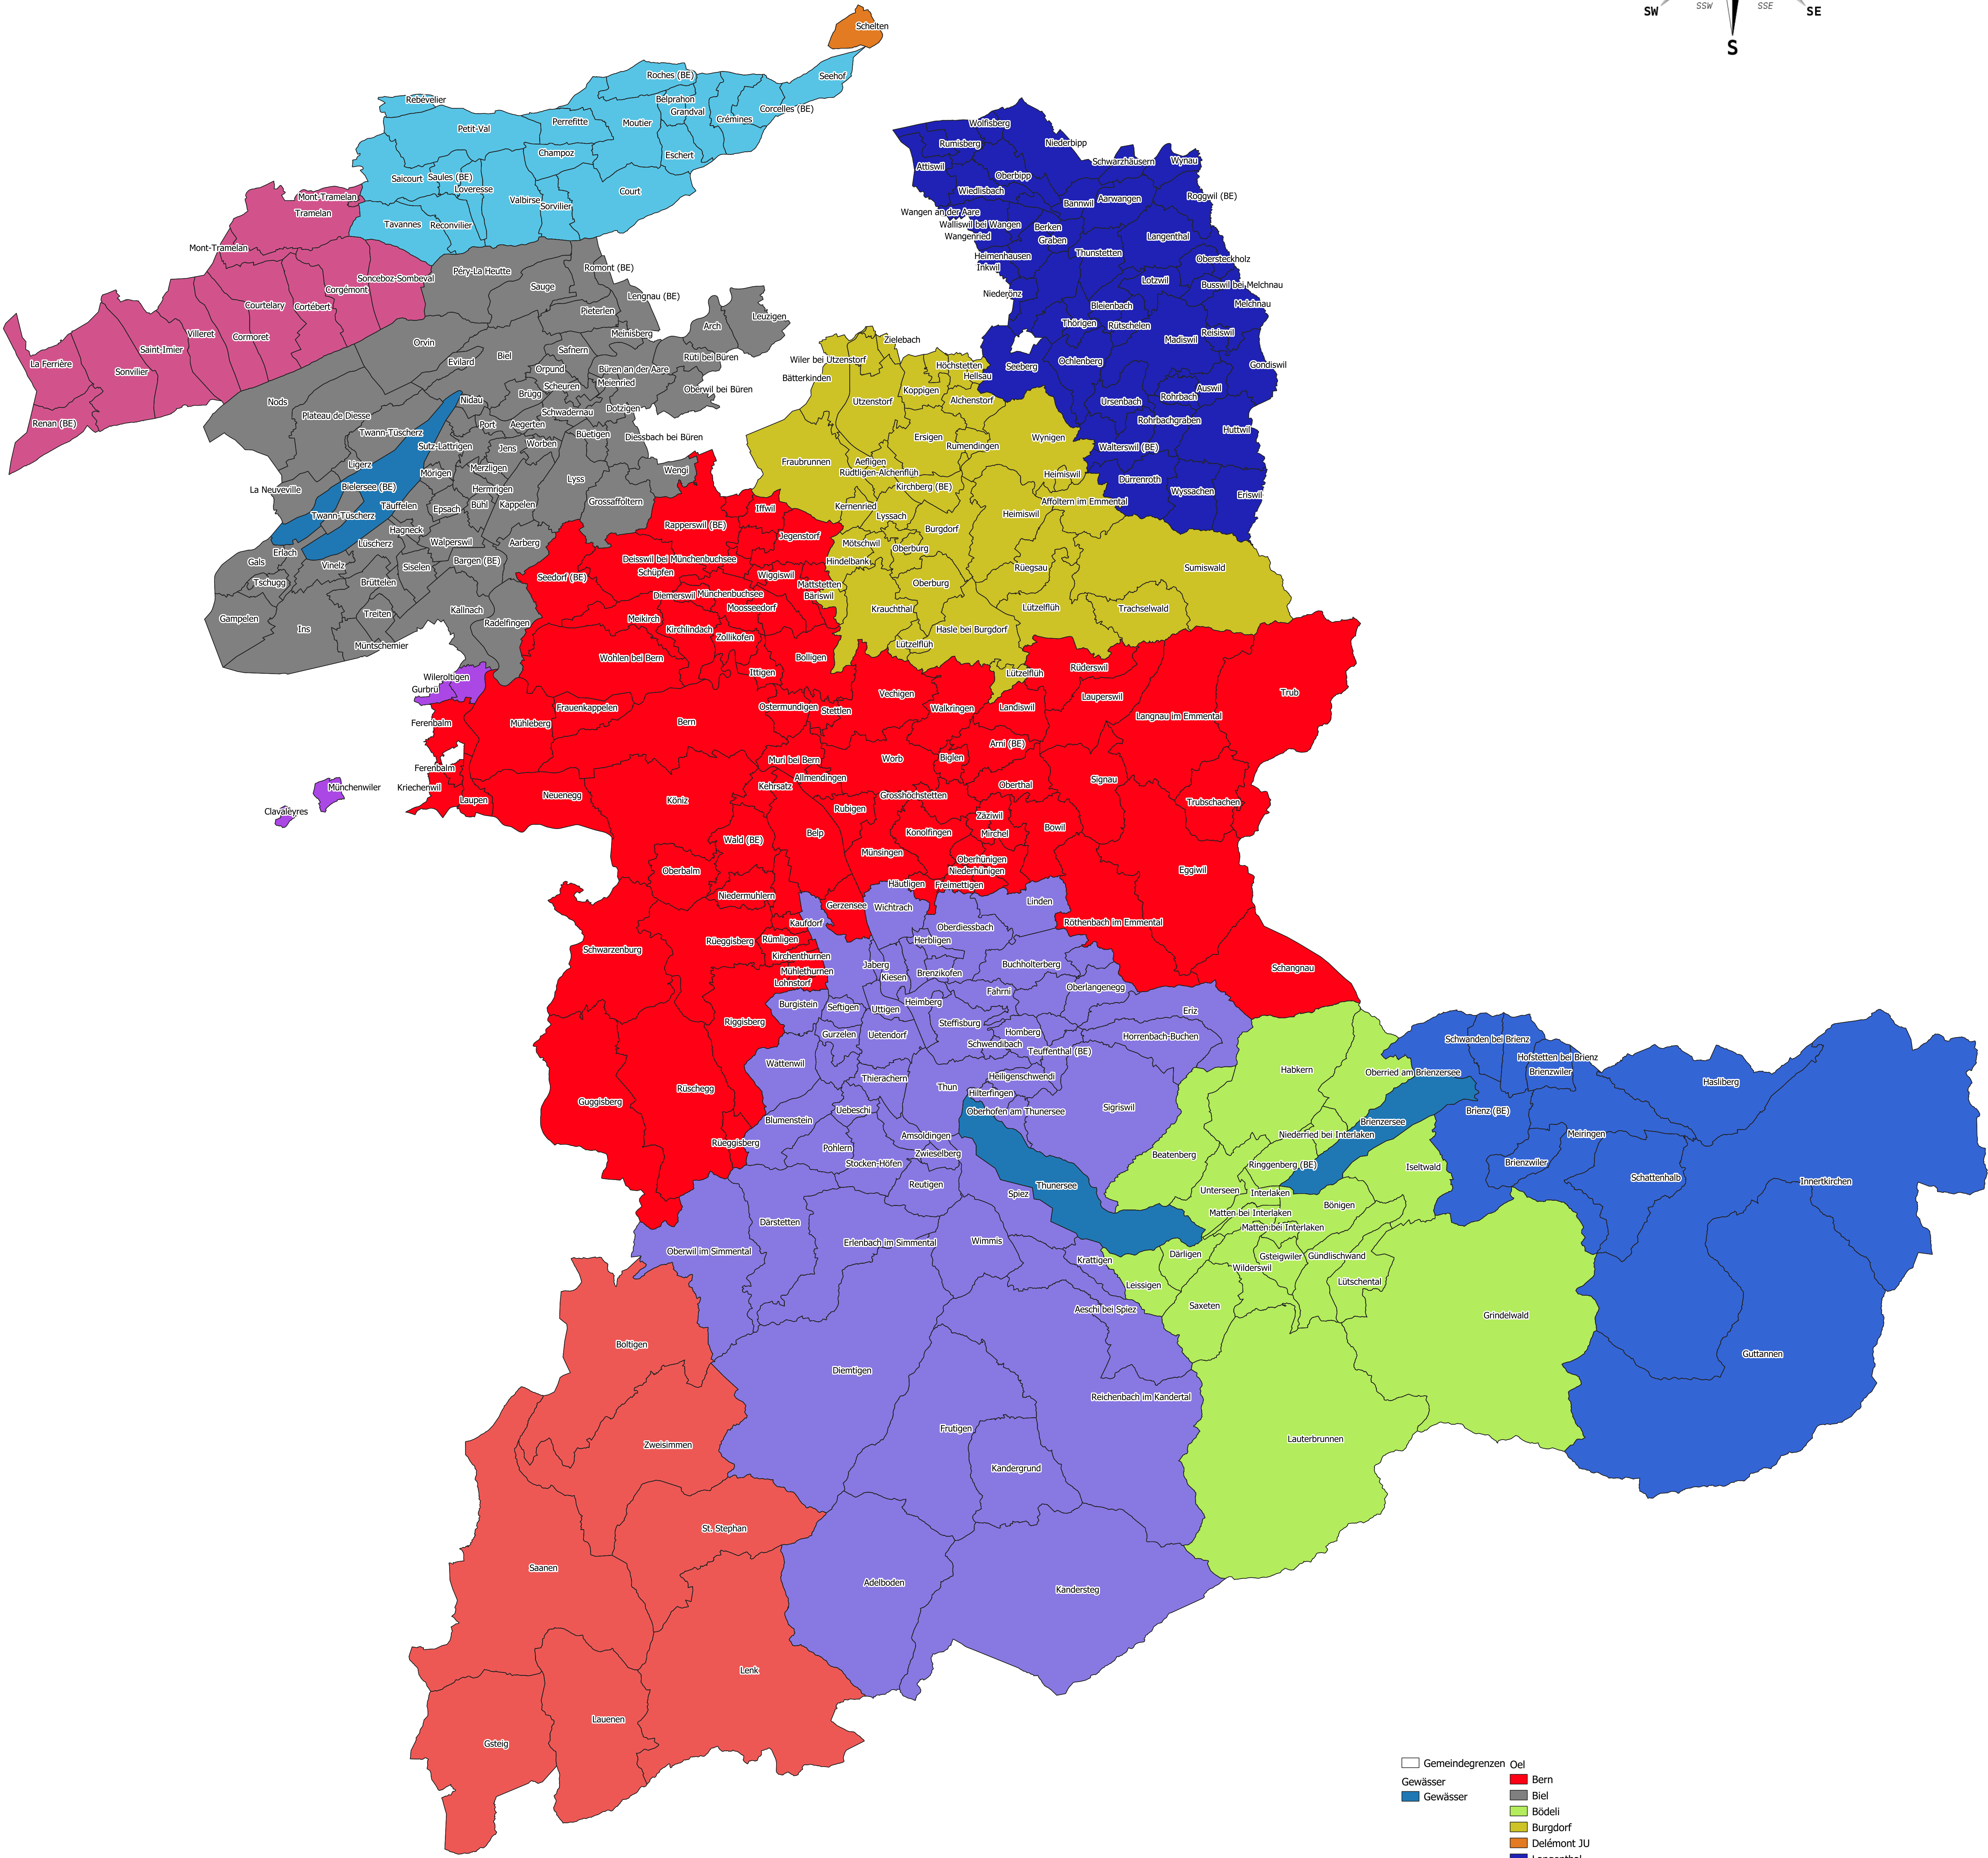 SW SSW SSE SE
S
Schelten
Roches (BE)
Seehof
Rebévelier
Belprahon
Grandval
Corcelles (BE)
Crémines
Petit-Val
Perrefitte
Moutier
Champoz
Eschert
Saicourt
Saules (BE)
Loveresse
Court
Valbirse
Sorvilier
Tavannes
Reconvilier
Mont-Tramelan
Tramelan
Mont-Tramelan
Sonceboz-Sombeval
Corgémont
Cortébert
Courtelary
Cormoret
Villeret
Saint-Imier
Sonvilier
La Ferrière
Renan (BE)
Wolfisberg
Niederbipp
Rumisberg
Attiswil
Schwarzhäusern
Wynau
Oberbipp
Wiedlisbach
Bannwil
Aarwangen
Roggwil (BE)
Wangen an der Aare
Walliswil bei Wangen
Wangenried
Berken
Graben
Langenthal
Thunstetten
Heimenhausen
Inkwil
Obersteckholz
Lotzwil
Busswil bei Melchnau
Niederönz
Bleienbach
Melchnau
Thörigen
Rütschelen
Reisiswil
Madiswil
Seeberg
Ochlenberg
Gondiswil
Auswil
Ursenbach
Rohrbach
Rohrbachgraben
Huttwil
Walterswil (BE)
Dürrenroth
Wyssachen
Eriswil
Péry-La Heutte
Romont (BE)
Sauge
Lengnau (BE)
Pieterlen
Leuzigen
Arch
Meinisberg
Orvin
Safnern
Biel
Evilard
Rüti bei Büren
Orpund
Büren an der Aare
Meienried
Scheuren
Oberwil bei Büren
Brügg
Nods
Nidau
Schwadernau
Dotzigen
Plateau de Diesse
Port
Aegerten
Twann-Tüscherz
Büetigen
Diessbach bei Büren
Sutz-Lattrigen
Jens
Worben
Ligerz
Mörigen
Merzligen
Lyss
Wengi
La Neuveville
Bielersee (BE)
Hermrigen
Täuffelen
Epsach
Bühl
Kappelen
Grossaffoltern
Twann-Tüscherz
Hagneck
Lüscherz
Walperswil
Aarberg
Erlach
Gals
Vinelz
Siselen
Bargen (BE)
Tschugg
Brüttelen
Kallnach
Gampelen
Treiten
Radelfingen
Ins
Müntschemier
Zielebach
Wiler bei Utzenstorf
Höchstetten
Hellsau
Bätterkinden
Koppigen
Utzenstorf
Alchenstorf
Ersigen
Wynigen
Rumendingen
Fraubrunnen
Aefligen
Rüdtligen-Alchenflüh
Heimiswil
Kirchberg (BE)
Affoltern im Emmental
Kernenried
Lyssach
Heimiswil
Burgdorf
Mötschwil
Oberburg
Hindelbank
Rüegsau
Sumiswald
Oberburg
Krauchthal
Lützelflüh
Trachselwald
Hasle bei Burgdorf
Lützelflüh
Lützelflüh
Iffwil
Rapperswil (BE)
Jegenstorf
Deisswil bei Münchenbuchsee
Schüpfen
Seedorf (BE)
Wiggiswil
Mattstetten
Bäriswil
Diemerswil
Münchenbuchsee
Moosseedorf
Meikirch
Kirchlindach
Zollikofen
Wohlen bei Bern
Bolligen
Ittigen
Rüderswil
Vechigen
Lauperswil
Trub
Frauenkappelen
Ostermundigen
Stettlen
Walkringen
Landiswil
Langnau im Emmental
Mühleberg
Bern
Wileroltigen
Gurbrü
Ferenbalm
Arni (BE)
Muri bei Bern
Worb
Biglen
Ferenbalm
Allmendingen
Signau
Münchenwiler
Kriechenwil
Kehrsatz
Oberthal
Neuenegg
Laupen
Köniz
Grosshöchstetten
Trubschachen
Clavaleyres
Rubigen
Zäziwil
Bowil
Wald (BE)
Belp
Konolfingen
Mirchel
Münsingen
Oberhünigen
Oberbalm
Niederhünigen
Eggiwil
Niedermuhlern
Häutligen
Freimettigen
Gerzensee
Wichtrach
Linden
Kaufdorf
Oberdiessbach
Röthenbach im Emmental
Schwarzenburg
Rüeggisberg
Rümligen
Herbligen
Kirchenthurnen
Jaberg
Buchholterberg
Schangnau
Mühlethurnen
Kiesen
Brenzikofen
Lohnstorf
Fahrni
Oberlangenegg
Burgistein
Seftigen
Heimberg
Uttigen
Eriz
Riggisberg
Steffisburg
Gurzelen
Uetendorf
Homberg
Horrenbach-Buchen
Schwendibach
Teuffenthal (BE)
Wattenwil
Thierachern
Heiligenschwendi
Thun
Hilterfingen
Rüschegg
Guggisberg
Oberhofen am Thunersee
Sigriswil
Uebeschi
Blumenstein
Amsoldingen
Rüeggisberg
Pohlern
Zwieselberg
Stocken-Höfen
Reutigen
Thunersee
Spiez
Därstetten
Erlenbach im Simmental
Wimmis
Oberwil im Simmental
Krattigen
Aeschi bei Spiez
Diemtigen
Reichenbach im Kandertal
Frutigen
Kandergrund
Adelboden
Kandersteg
Boltigen
Zweisimmen
St. Stephan
Saanen
Lenk
Lauenen
Gsteig
Habkern
Schwanden bei Brienz
Hofstetten bei Brienz
Brienzwiler
Oberried am Brienzersee
Hasliberg
Brienz (BE)
Brienzersee
Niederried bei Interlaken
Meiringen
Beatenberg
Ringgenberg (BE)
Iseltwald
Brienzwiler
Schattenhalb
Innertkirchen
Unterseen
Interlaken
Bönigen
Matten bei Interlaken
Matten bei Interlaken
Därligen
Gsteigwiler
Gündlischwand
Wilderswil
Leissigen
Lütschental
Saxeten
Grindelwald
Guttannen
Lauterbrunnen
Gemeindegrenzen
Gewässer
Gewässer
Oel
Bern
Biel
Bödeli
Burgdorf
Delémont JU